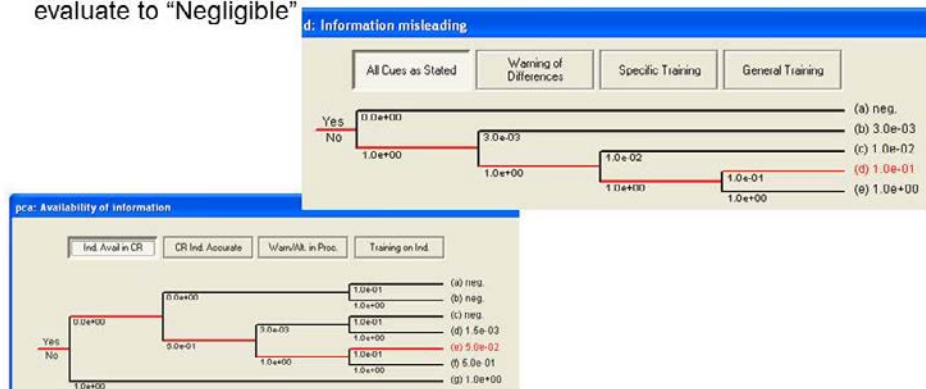 evaluate to “Negligible”
d: Information misleading
All Cues as Stated
Warning of
Differences
Specific Training
General Training
Yes
No
0.0e+00
1.0e+00
3.0e-03
1.0e+00
1.0e-02
1.0e+00
1.0e-01
1.0e+00
(a) neg.
(b) 3.0e-03
(c) 1.0e-02
(d) 1.0e-01
(e) 1.0e+00
pca: Availability of information
Ind. Avail in CR
CR Ind. Accurate
Warn/Alt. in Proc.
Training on Ind.
Yes
No
0.0e+00
1.0e+00
0.0e+00
5.0e-01
3.0e-03
1.0e+00
1.0e-01
1.0e+00
1.0e-01
1.0e+00
1.0e-01
1.0e+00
(a) neg.
(b) neg.
(c) neg.
(d) 1.5e-03
(e) 5.0e-02
(f) 5.0e-01
(g) 1.0e+00